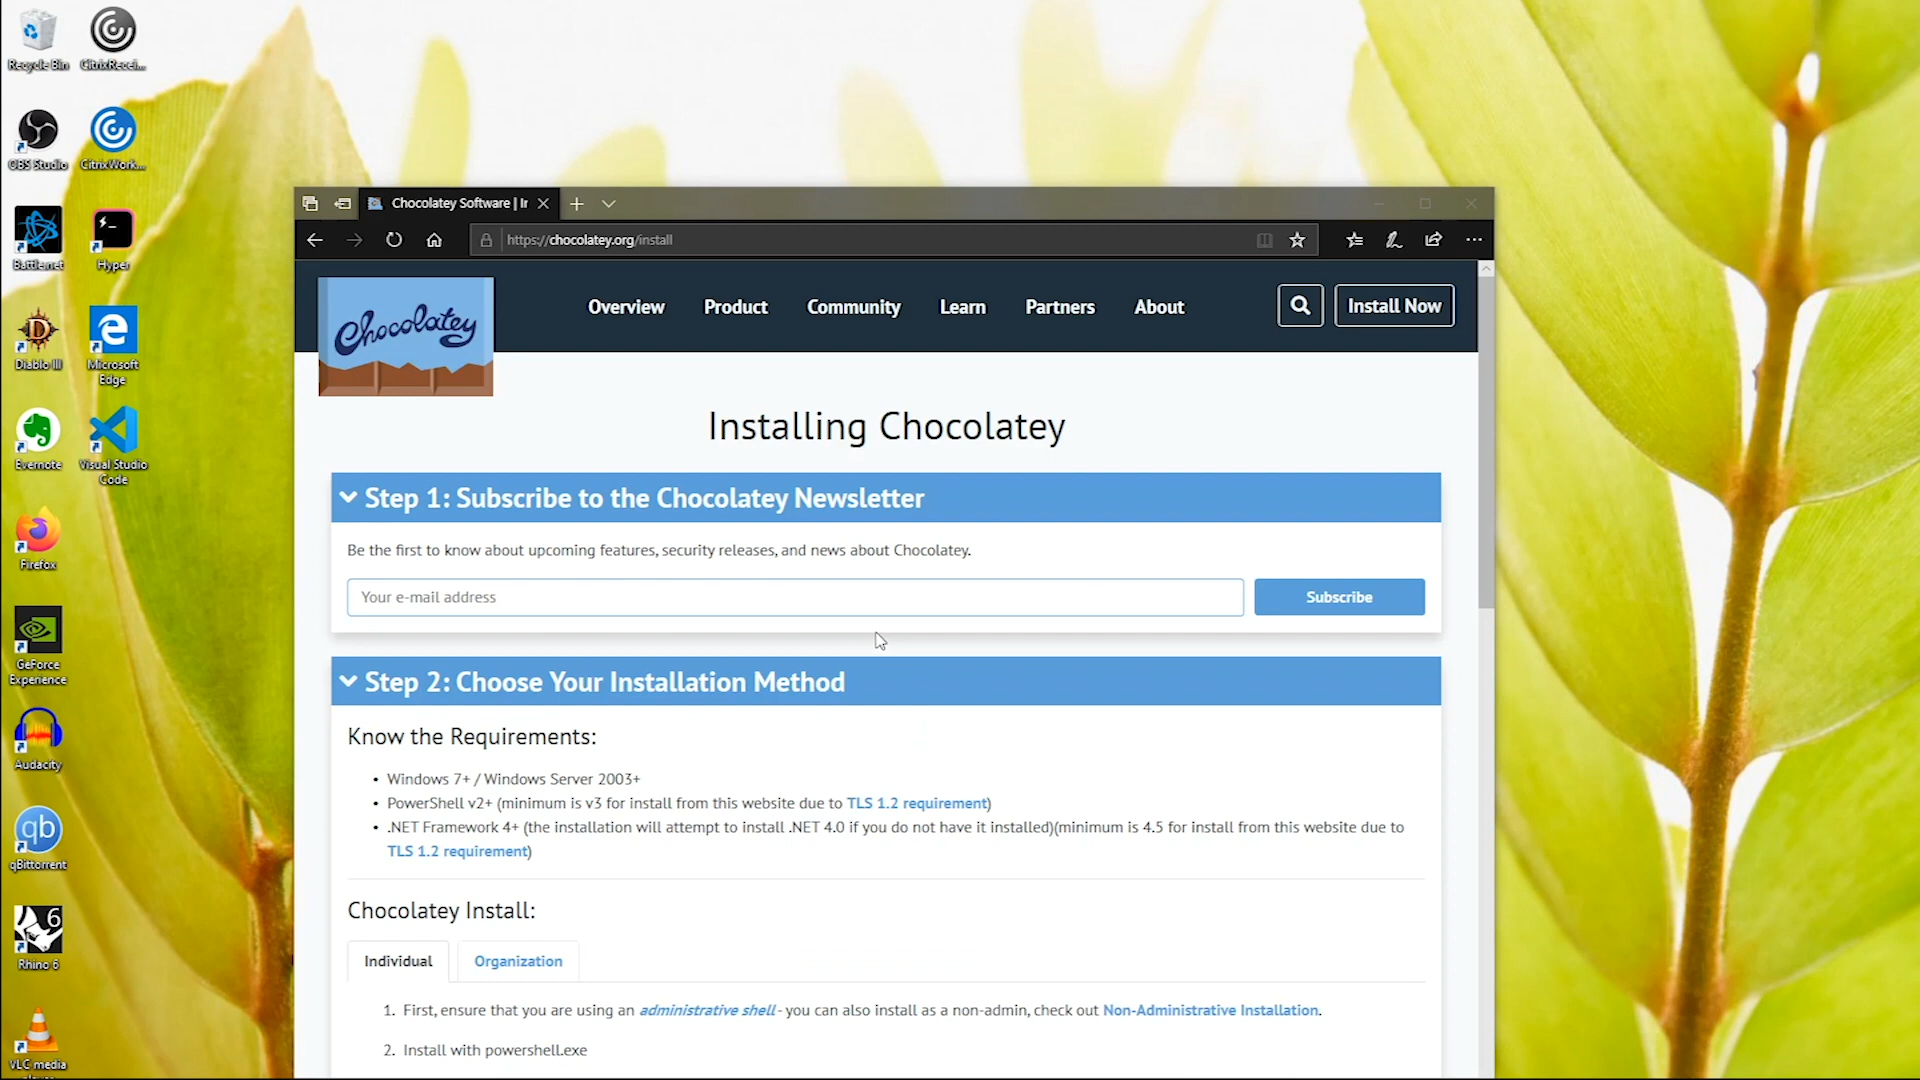 Recycle Bin
CitrixRecei...
OBS Studio
CitrixWork...
Battle.net
Hyper
Diablo III
Microsoft
Edge
Evernote
Visual Studio
Code
Firefox
GeForce
Experience
Audacity
qb
qBittorrent
6
Rhino 6
VLC media
Chocolatey Software | Ir
https://chocolatey.org/install
Chocolatey
Overview Product Community Learn Partners About
Install Now
Installing Chocolatey
Step 1: Subscribe to the Chocolatey Newsletter
Be the first to know about upcoming features, security releases, and news about Chocolatey.
Your e-mail address
Subscribe
Step 2: Choose Your Installation Method
Know the Requirements:
• Windows 7+ / Windows Server 2003+
• PowerShell v2+ (minimum is v3 for install from this website due to TLS 1.2 requirement)
• .NET Framework 4+ (the installation will attempt to install .NET 4.0 if you do not have it installed)(minimum is 4.5 for install from this website due to
TLS 1.2 requirement)
Chocolatey Install:
Individual Organization
1. First, ensure that you are using an administrative shell - you can also install as a non-admin, check out Non-Administrative Installation.
2. Install with powershell.exe